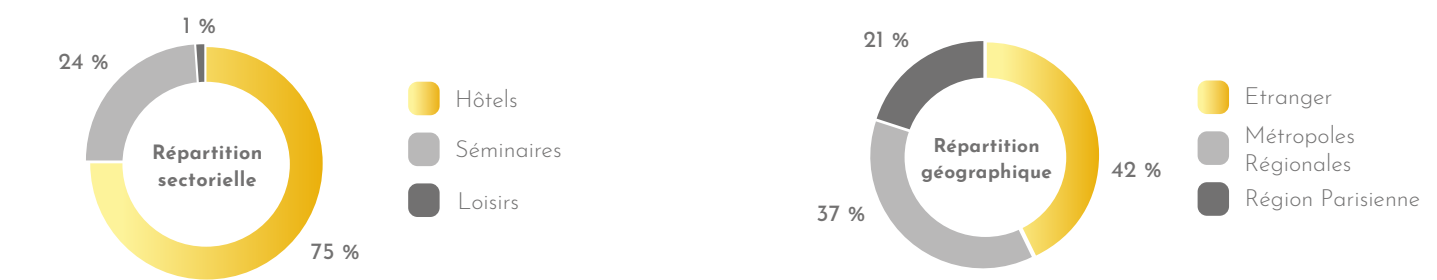 1 %
24 %
75 %
Répartition
sectorielle
Hôtels
Séminaires
Loisirs
21 %
37 %
42 %
Répartition
géographique
Etranger
Métropoles
Régionales
Région Parisienne